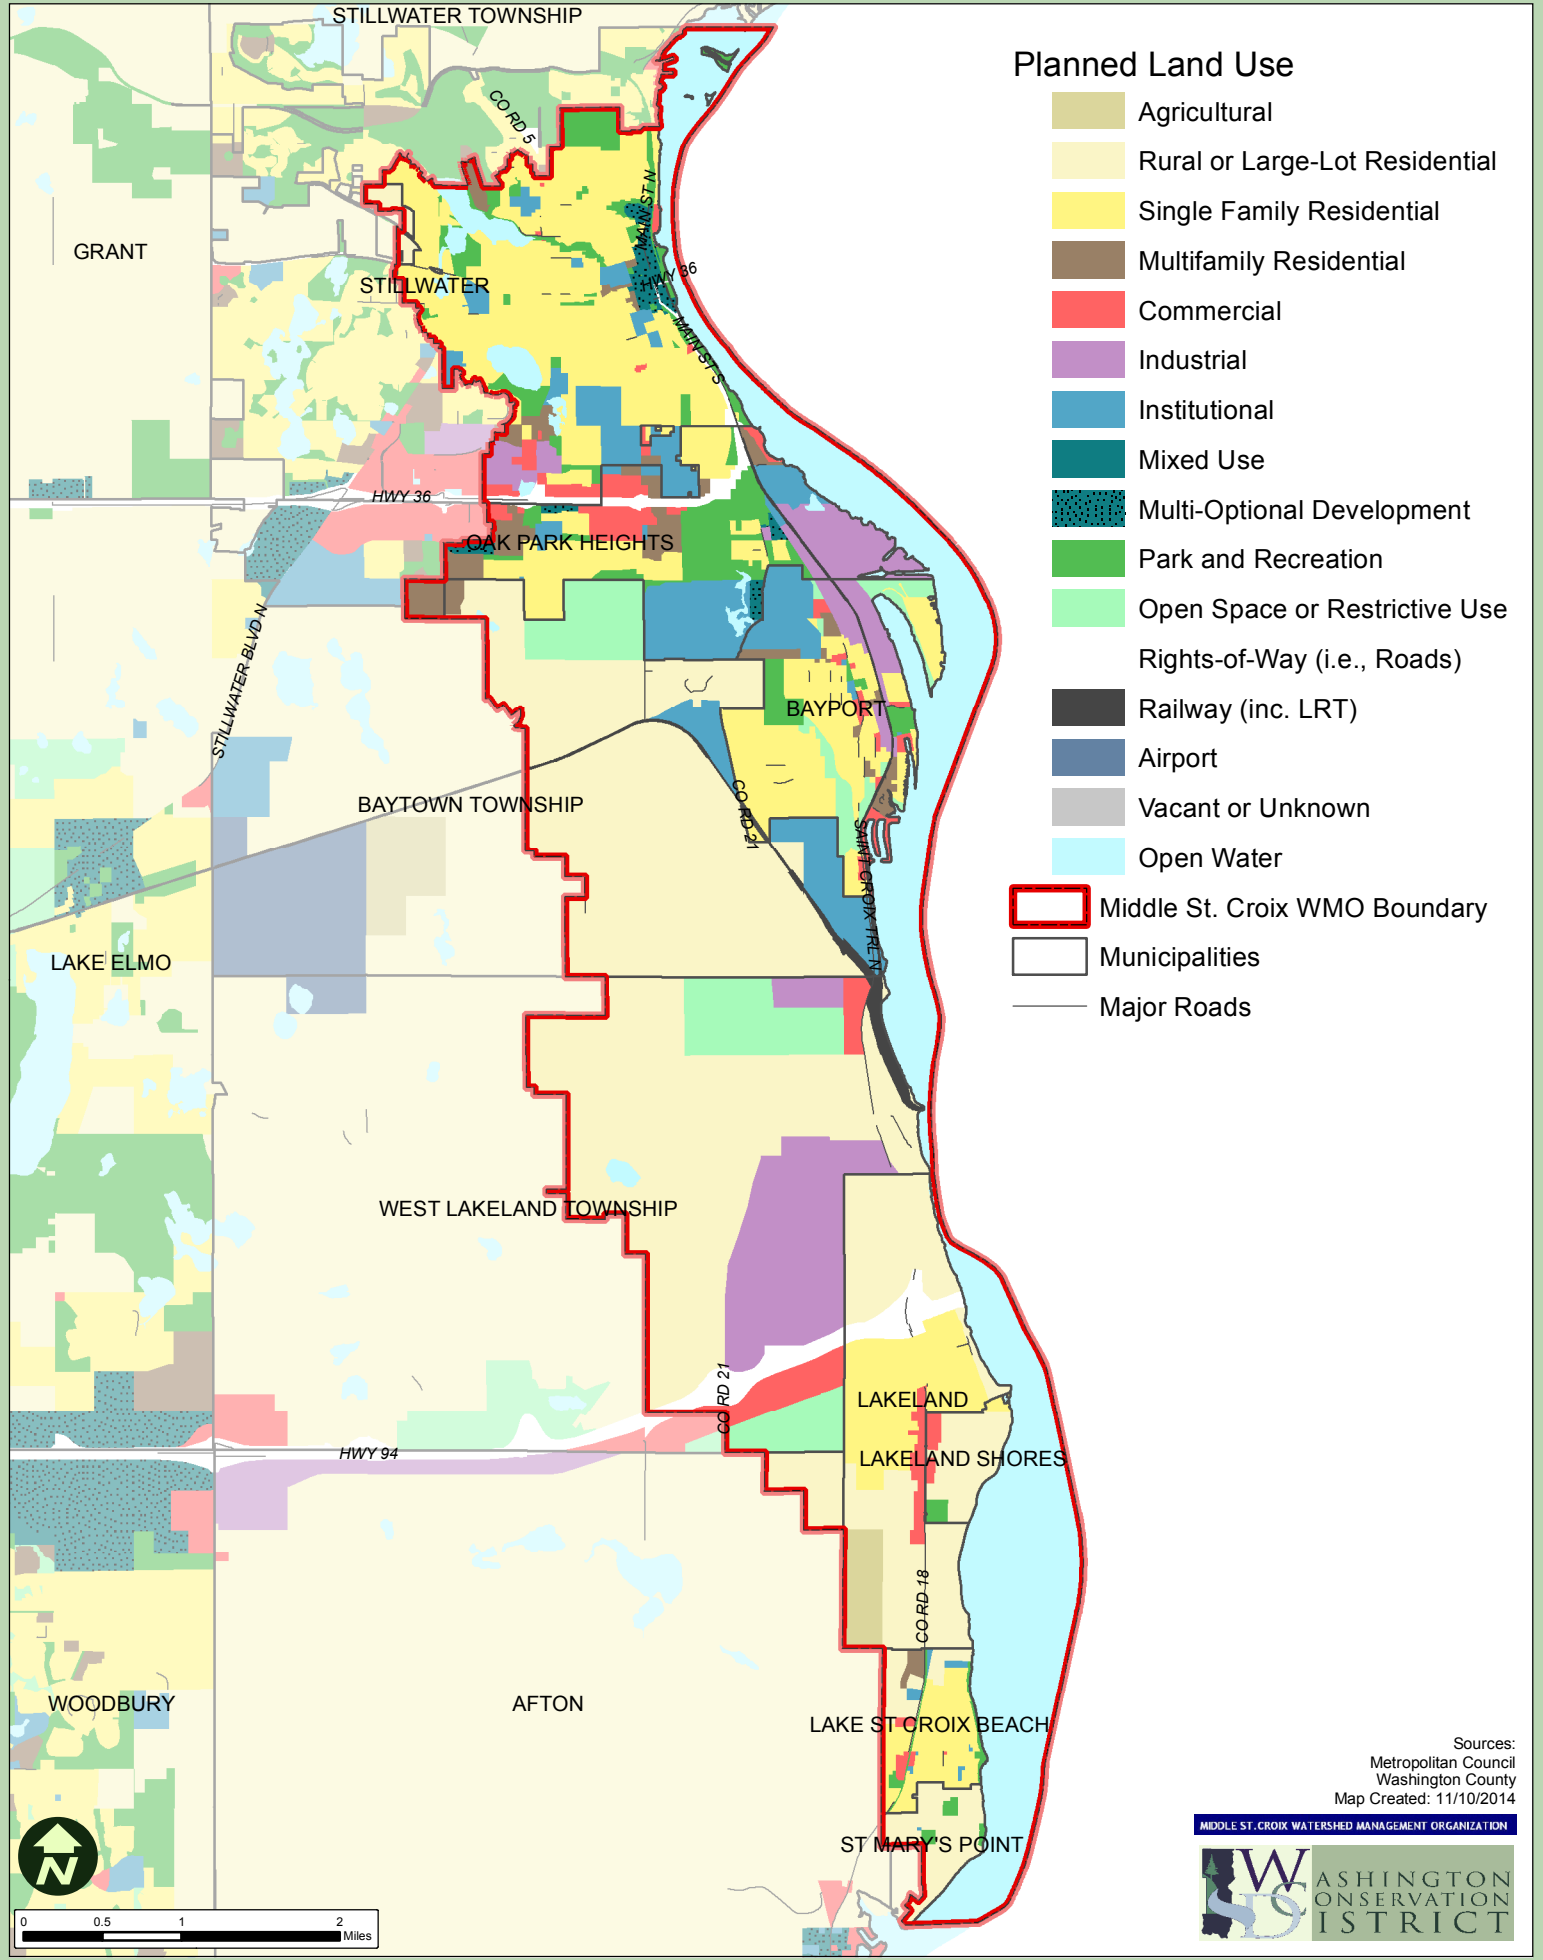 STILLWATER TOWNSHIP
CO RD 5
GRANT
MAIN ST N
STILLWATER
HWY 36
MAIN ST S
HWY 36
OAK PARK HEIGHTS
STILLWATER BLVD N
BAYPORT
BAYTOWN TOWNSHIP
CO RD 21
SAINT CROIX TRL N
LAKE ELMO
WEST LAKELAND TOWNSHIP
CO RD 21
LAKELAND
HWY 94
LAKELAND SHORES
CO RD 18
WOODBURY
AFTON
LAKE ST CROIX BEACH
ST MARY'S POINT
Planned Land Use
Agricultural
Rural or Large-Lot Residential
Single Family Residential
Multifamily Residential
Commercial
Industrial
Institutional
Mixed Use
Multi-Optional Development
Park and Recreation
Open Space or Restrictive Use
Rights-of-Way (i.e., Roads)
Railway (inc. LRT)
Airport
Vacant or Unknown
Open Water
Middle St. Croix WMO Boundary
Municipalities
Major Roads
N
0 0.5 1 2
Miles
Sources:
Metropolitan Council
Washington County
Map Created: 11/10/2014
MIDDLE ST. CROIX WATERSHED MANAGEMENT ORGANIZATION
WASHINGTON
CONSERVATION
DISTRICT